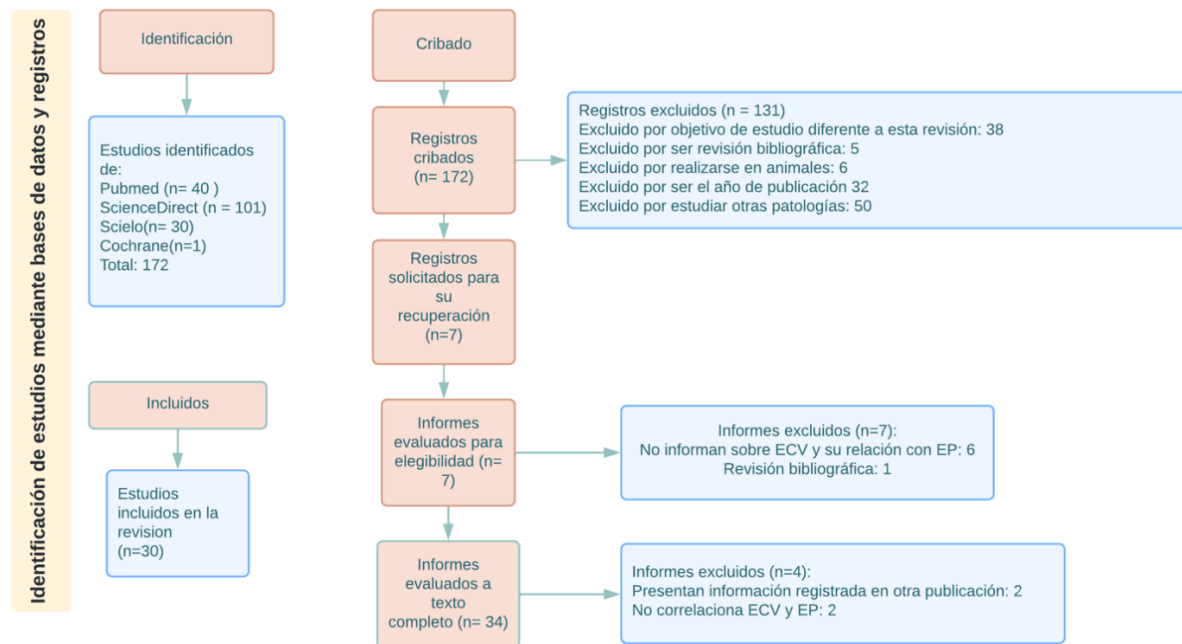 Identificación de estudios mediante bases de datos y registros
Identificación
Estudios identificados
de:
Pubmed (n= 40 )
ScienceDirect (n = 101)
Scielo(n= 30)
Cochrane(n=1)
Total: 172
Incluidos
Estudios
incluidos en la
revision
(n=30)
Cribado
Registros
cribados
(n= 172)
Registros excluidos (n = 131)
Excluido por objetivo de estudio diferente a esta revisión: 38
Excluido por ser revisión bibliográfica: 5
Excluido por realizarse en animales: 6
Excluido por ser el año de publicación 32
Excluido por estudiar otras patologías: 50
Registros
solicitados para
su
recuperación
(n=7)
Informes
evaluados para
elegibilidad (n=
7)
Informes excluidos (n=7):
No informan sobre ECV y su relación con EP: 6
Revisión bibliográfica: 1
Informes
evaluados a
texto
completo (n= 34)
Informes excluidos (n=4):
Presentan información registrada en otra publicación: 2
No correlaciona ECV y EP: 2